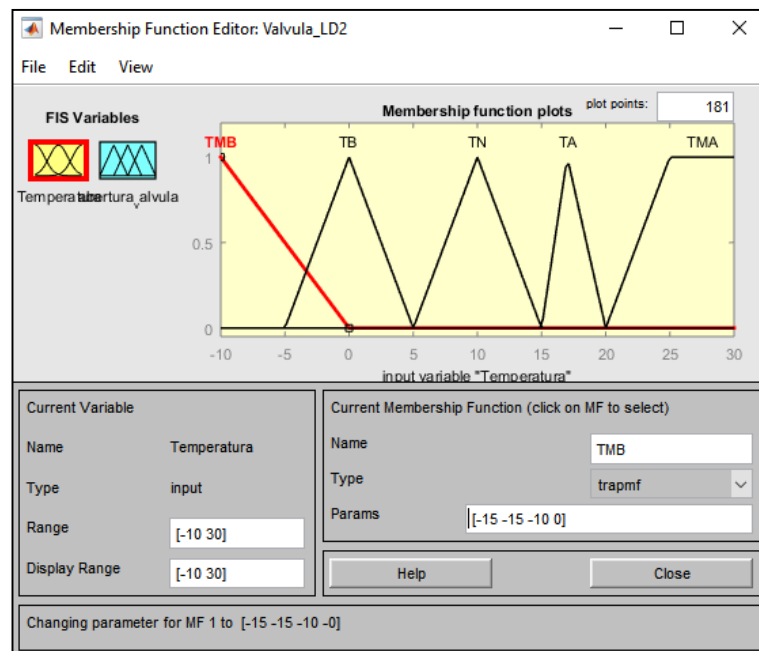 Membership Function Editor: Valvula_LD2
File Edit View
FIS Variables
Membership function plots
plot points:
181
TMB TB TN TA TMA
1
0.5
0
-10 -5 0 5 10 15 20 25 30
input variable "Temperatura"
Temperatura
abertura_valvula
Current Variable
Name Temperatura
Type input
Range [-10 30]
Display Range [-10 30]
Current Membership Function (click on MF to select)
Name TMB
Type trapmf
Params [-15 -15 -10 0]
Help Close
Changing parameter for MF 1 to [-15 -15 -10 -0]